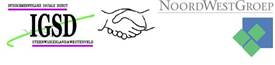 INTERGEMEENTELIJKE SOCIALE DIENST
IGSD
STEENWIJKERLAND&WESTERVELD
NOORDWESTGROEP